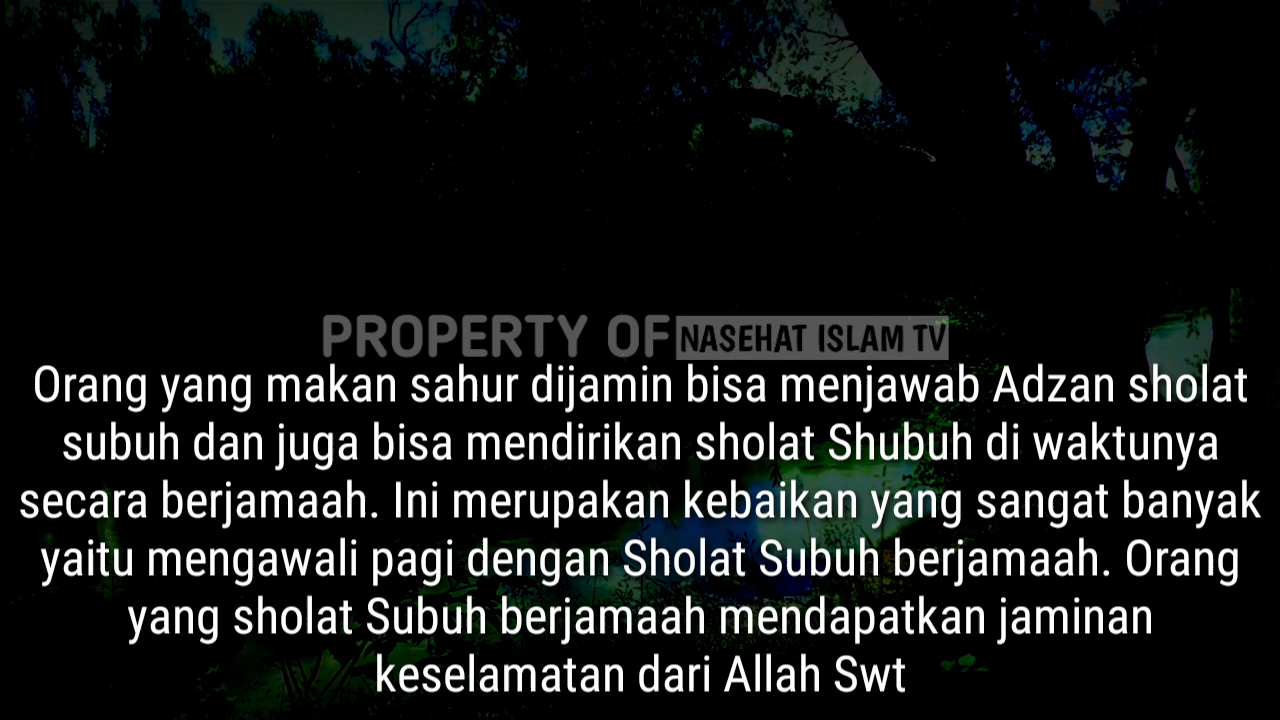 PROPERTY OF NASEHAT ISLAM TV
Orang yang makan sahur dijamin bisa menjawab Adzan sholat
subuh dan juga bisa mendirikan sholat Shubuh di waktunya
secara berjamaah. Ini merupakan kebaikan yang sangat banyak
yaitu mengawali pagi dengan Sholat Subuh berjamaah. Orang
yang sholat Subuh berjamaah mendapatkan jaminan
keselamatan dari Allah Swt